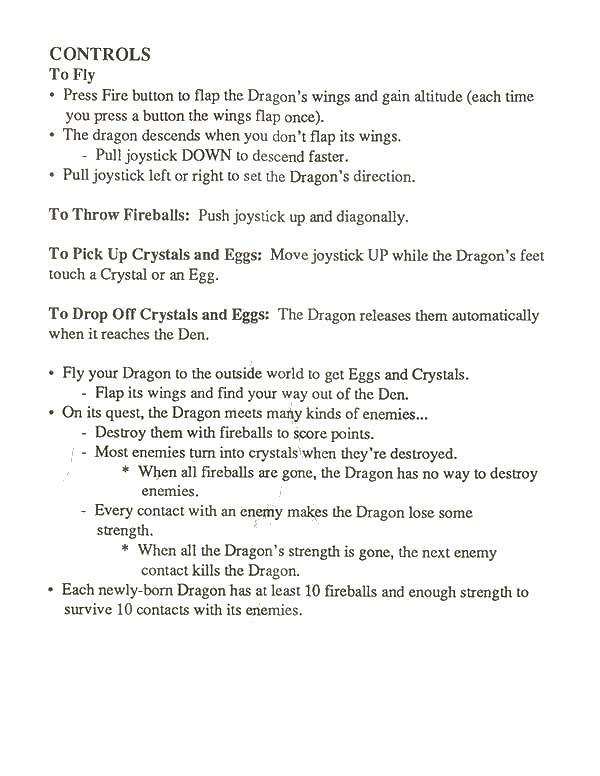 CONTROLS
To Fly
• Press Fire button to flap the Dragon's wings and gain altitude (each time
you press a button the wings flap once).
• The dragon descends when you don't flap its wings.
- Pull joystick DOWN to descend faster.
• Pull joystick left or right to set the Dragon's direction.
To Throw Fireballs: Push joystick up and diagonally.
To Pick Up Crystals and Eggs: Move joystick UP while the Dragon's feet
touch a Crystal or an Egg.
To Drop Off Crystals and Eggs: The Dragon releases them automatically
when it reaches the Den.
• Fly your Dragon to the outside world to get Eggs and Crystals.
- Flap its wings and find your way out of the Den.
• On its quest, the Dragon meets many kinds of enemies...
- Destroy them with fireballs to score points.
- Most enemies turn into crystals when they're destroyed.
* When all fireballs are gone, the Dragon has no way to destroy
enemies.
- Every contact with an enemy makes the Dragon lose some
strength.
* When all the Dragon's strength is gone, the next enemy
contact kills the Dragon.
• Each newly-born Dragon has at least 10 fireballs and enough strength to
survive 10 contacts with its enemies.